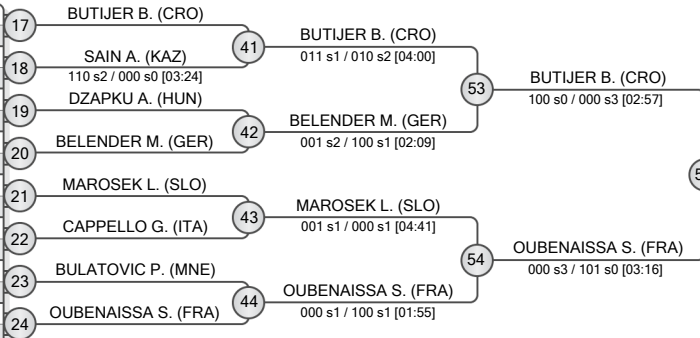 17
BUTIJER B. (CRO)
18
SAIN A. (KAZ)
110 s2 / 000 s0 [03:24]
41
BUTIJER B. (CRO)
011 s1 / 010 s2 [04:00]
19
DZAPKU A. (HUN)
20
BELENDER M. (GER)
42
BELENDER M. (GER)
001 s2 / 100 s1 [02:09]
53
BUTIJER B. (CRO)
100 s0 / 000 s3 [02:57]
21
MAROSEK L. (SLO)
22
CAPPELLO G. (ITA)
43
MAROSEK L. (SLO)
001 s1 / 000 s1 [04:41]
23
BULATOVIC P. (MNE)
24
OUBENAISSA S. (FRA)
44
OUBENAISSA S. (FRA)
000 s1 / 100 s1 [01:55]
54
OUBENAISSA S. (FRA)
000 s3 / 101 s0 [03:16]